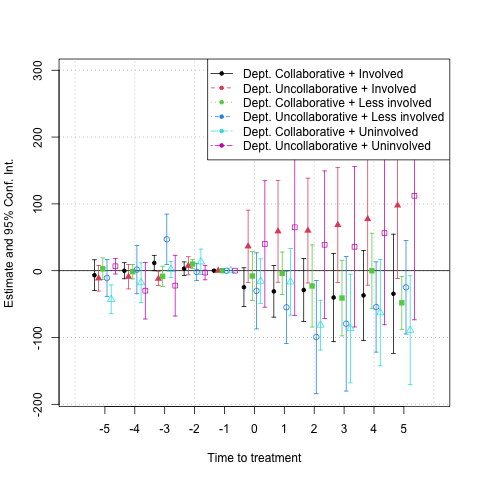 Dept. Collaborative + Involved
Dept. Uncollaborative + Involved
Dept. Collaborative + Less involved
Dept. Uncollaborative + Less involved
Dept. Collaborative + Uninvolved
Dept. Uncollaborative + Uninvolved
Estimate and 95% Conf. Int.
300
200
100
0
-100
-200
-5 -4 -3 -2 -1 0 1 2 3 4 5
Time to treatment